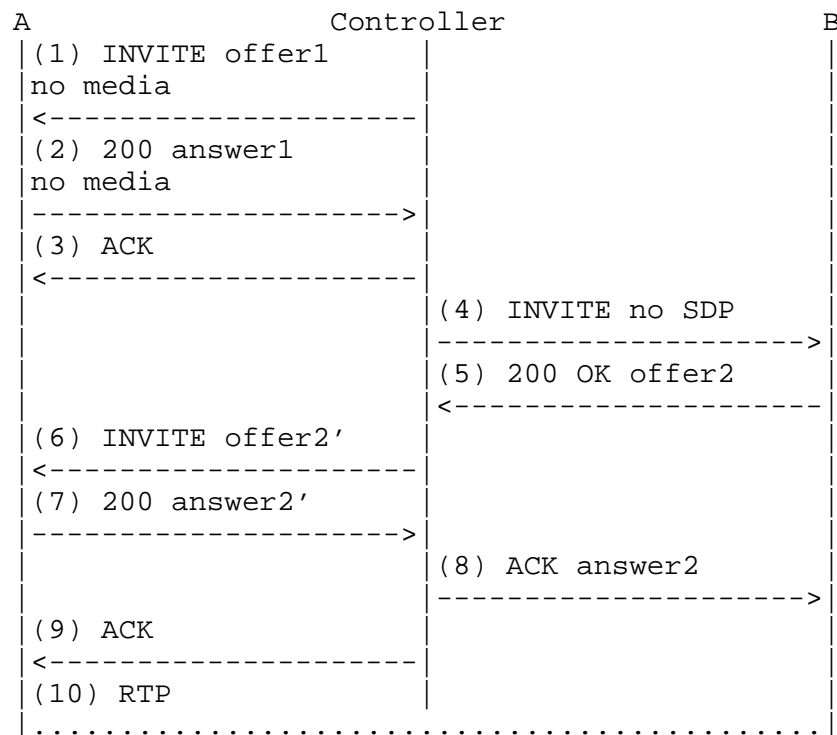 A Controller B
(1) INVITE offer1
no media
(2) 200 answer1
no media
(3) ACK
(4) INVITE no SDP
(5) 200 OK offer2
(6) INVITE offer2'
(7) 200 answer2'
(8) ACK answer2
(9) ACK
(10) RTP